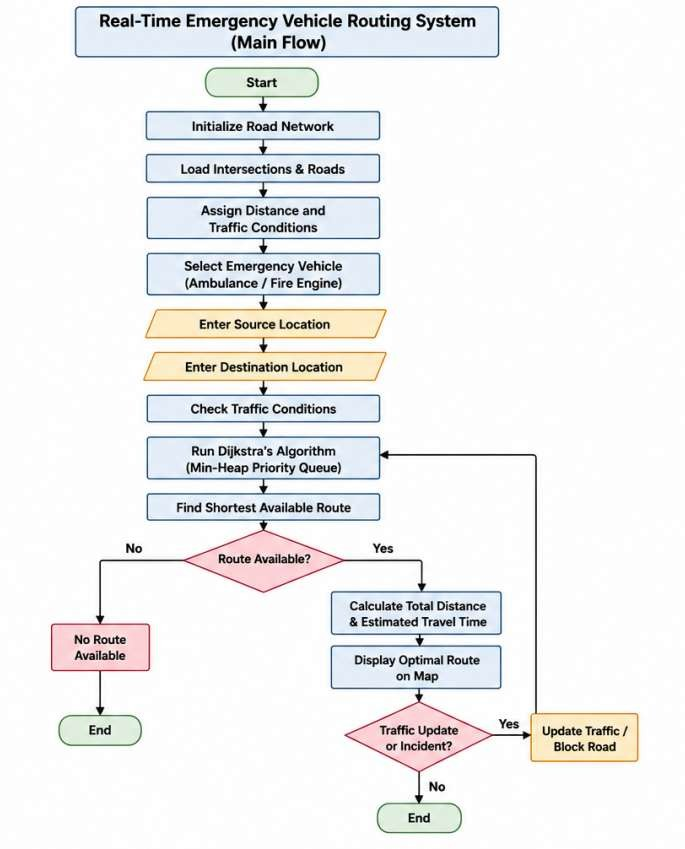 Real-Time Emergency Vehicle Routing System
(Main Flow)
Start
Initialize Road Network
Load Intersections & Roads
Assign Distance and
Traffic Conditions
Select Emergency Vehicle
(Ambulance / Fire Engine)
Enter Source Location
Enter Destination Location
Check Traffic Conditions
Run Dijkstra's Algorithm
(Min-Heap Priority Queue)
Find Shortest Available Route
Route Available?
No
Yes
No Route
Available
End
Calculate Total Distance
& Estimated Travel Time
Display Optimal Route
on Map
Traffic Update
or Incident?
Yes
Update Traffic /
Block Road
No
End